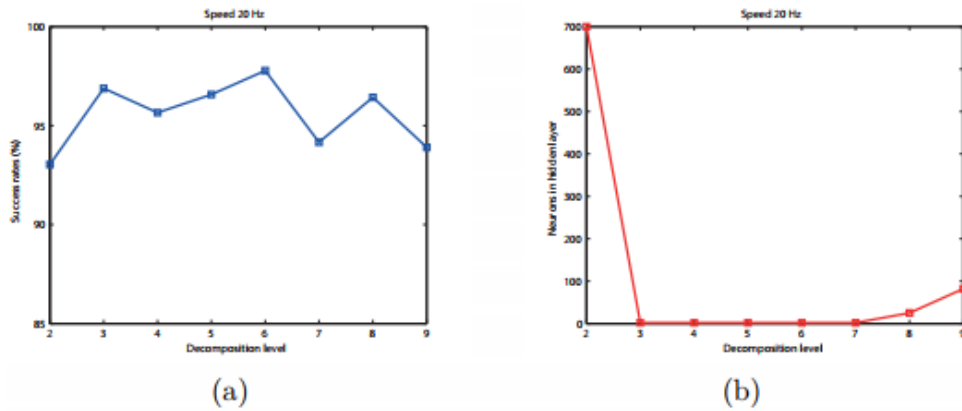 Speed 20 Hz
100
95
90
85
Success rates (%)
2 3 4 5 6 7 8 9
Decomposition level
(a)
Speed 20 Hz
700
600
500
400
300
200
100
0
Neurons in hidden layer
2 3 4 5 6 7 8 9
Decomposition level
(b)